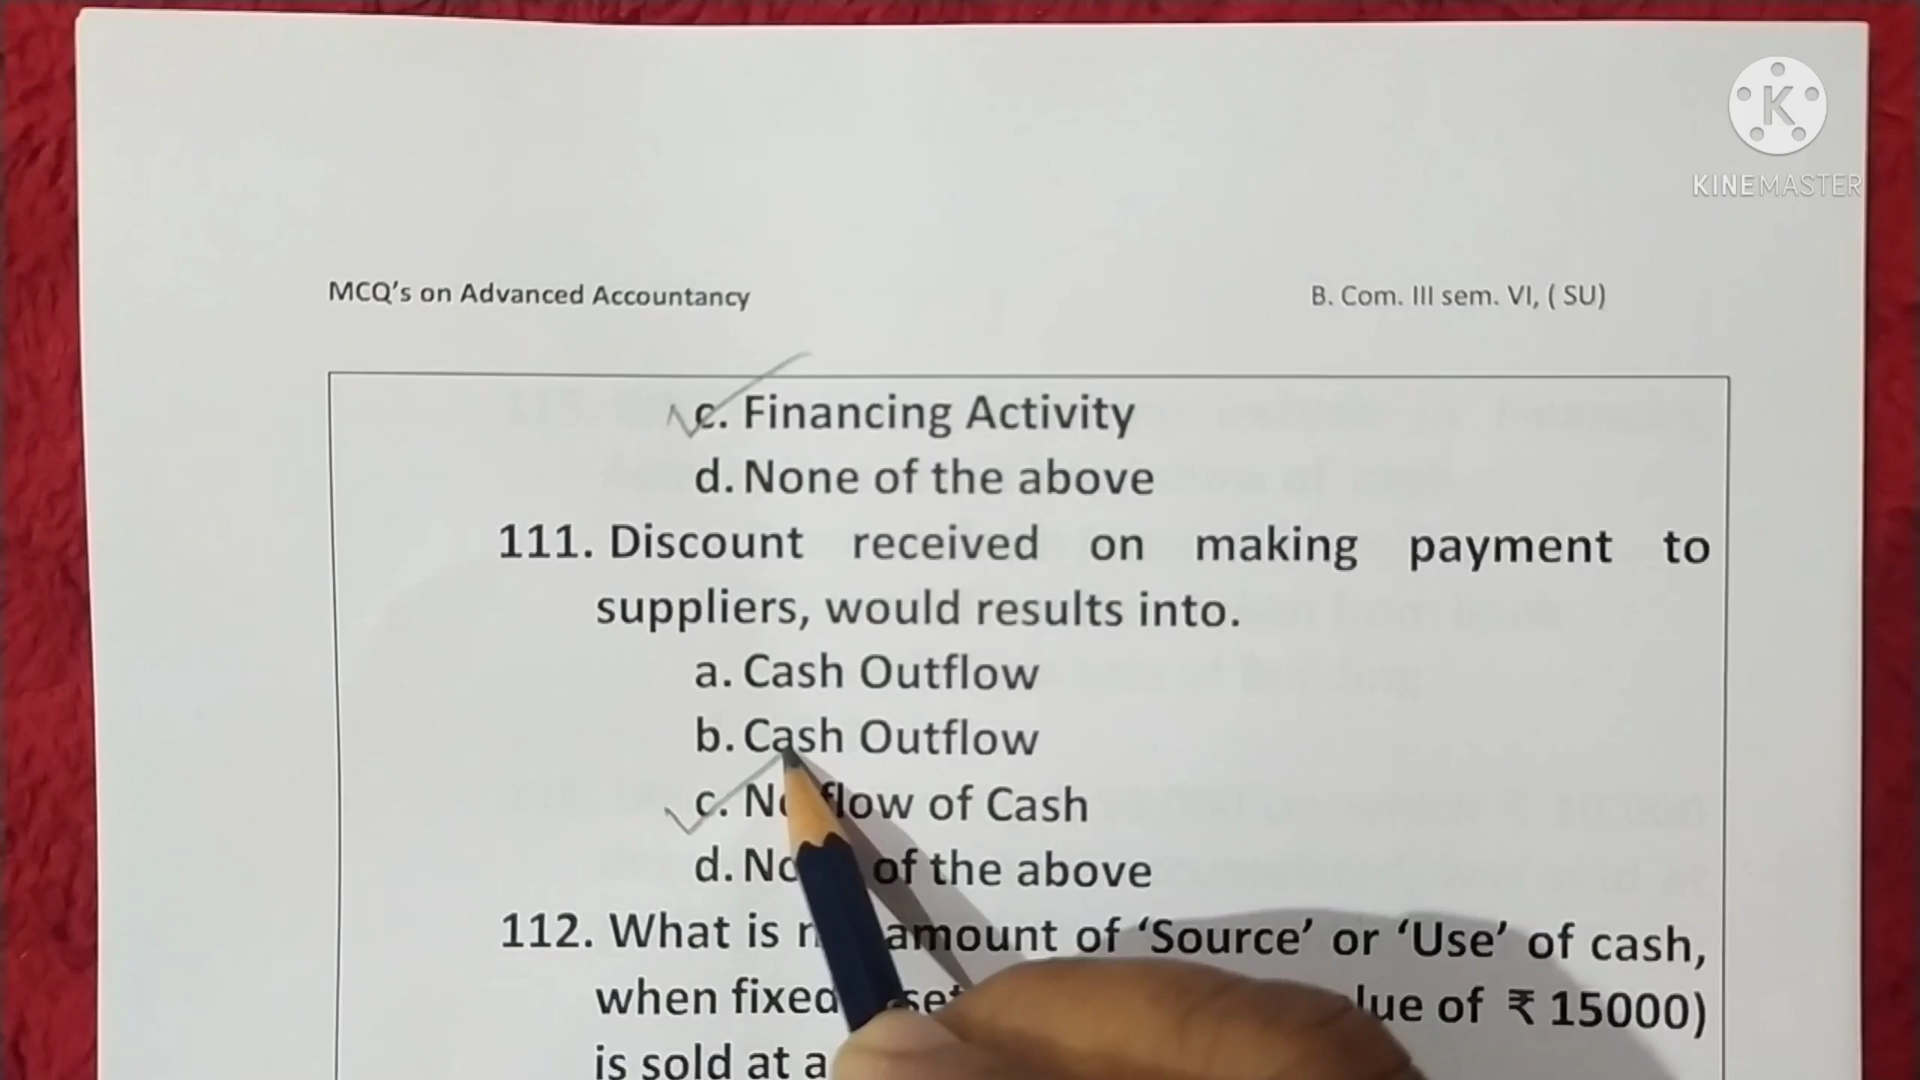 K
KINEMASTER
MCQ's on Advanced Accountancy B. Com. III sem. VI, ( SU)
c. Financing Activity
d. None of the above
111. Discount received on making payment to
suppliers, would results into.
a. Cash Outflow
b. Cash Outflow
c. No flow of Cash
d. None of the above
112. What is amount of ‘Source’ or ‘Use’ of cash,
when fixed of ₹ 15000)
is sold at a